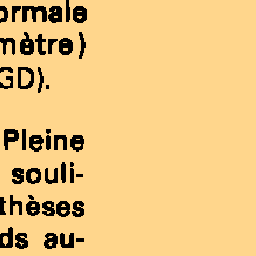 ormale
mètre)
GD).
Pleine
souli-
thèses
ds au-